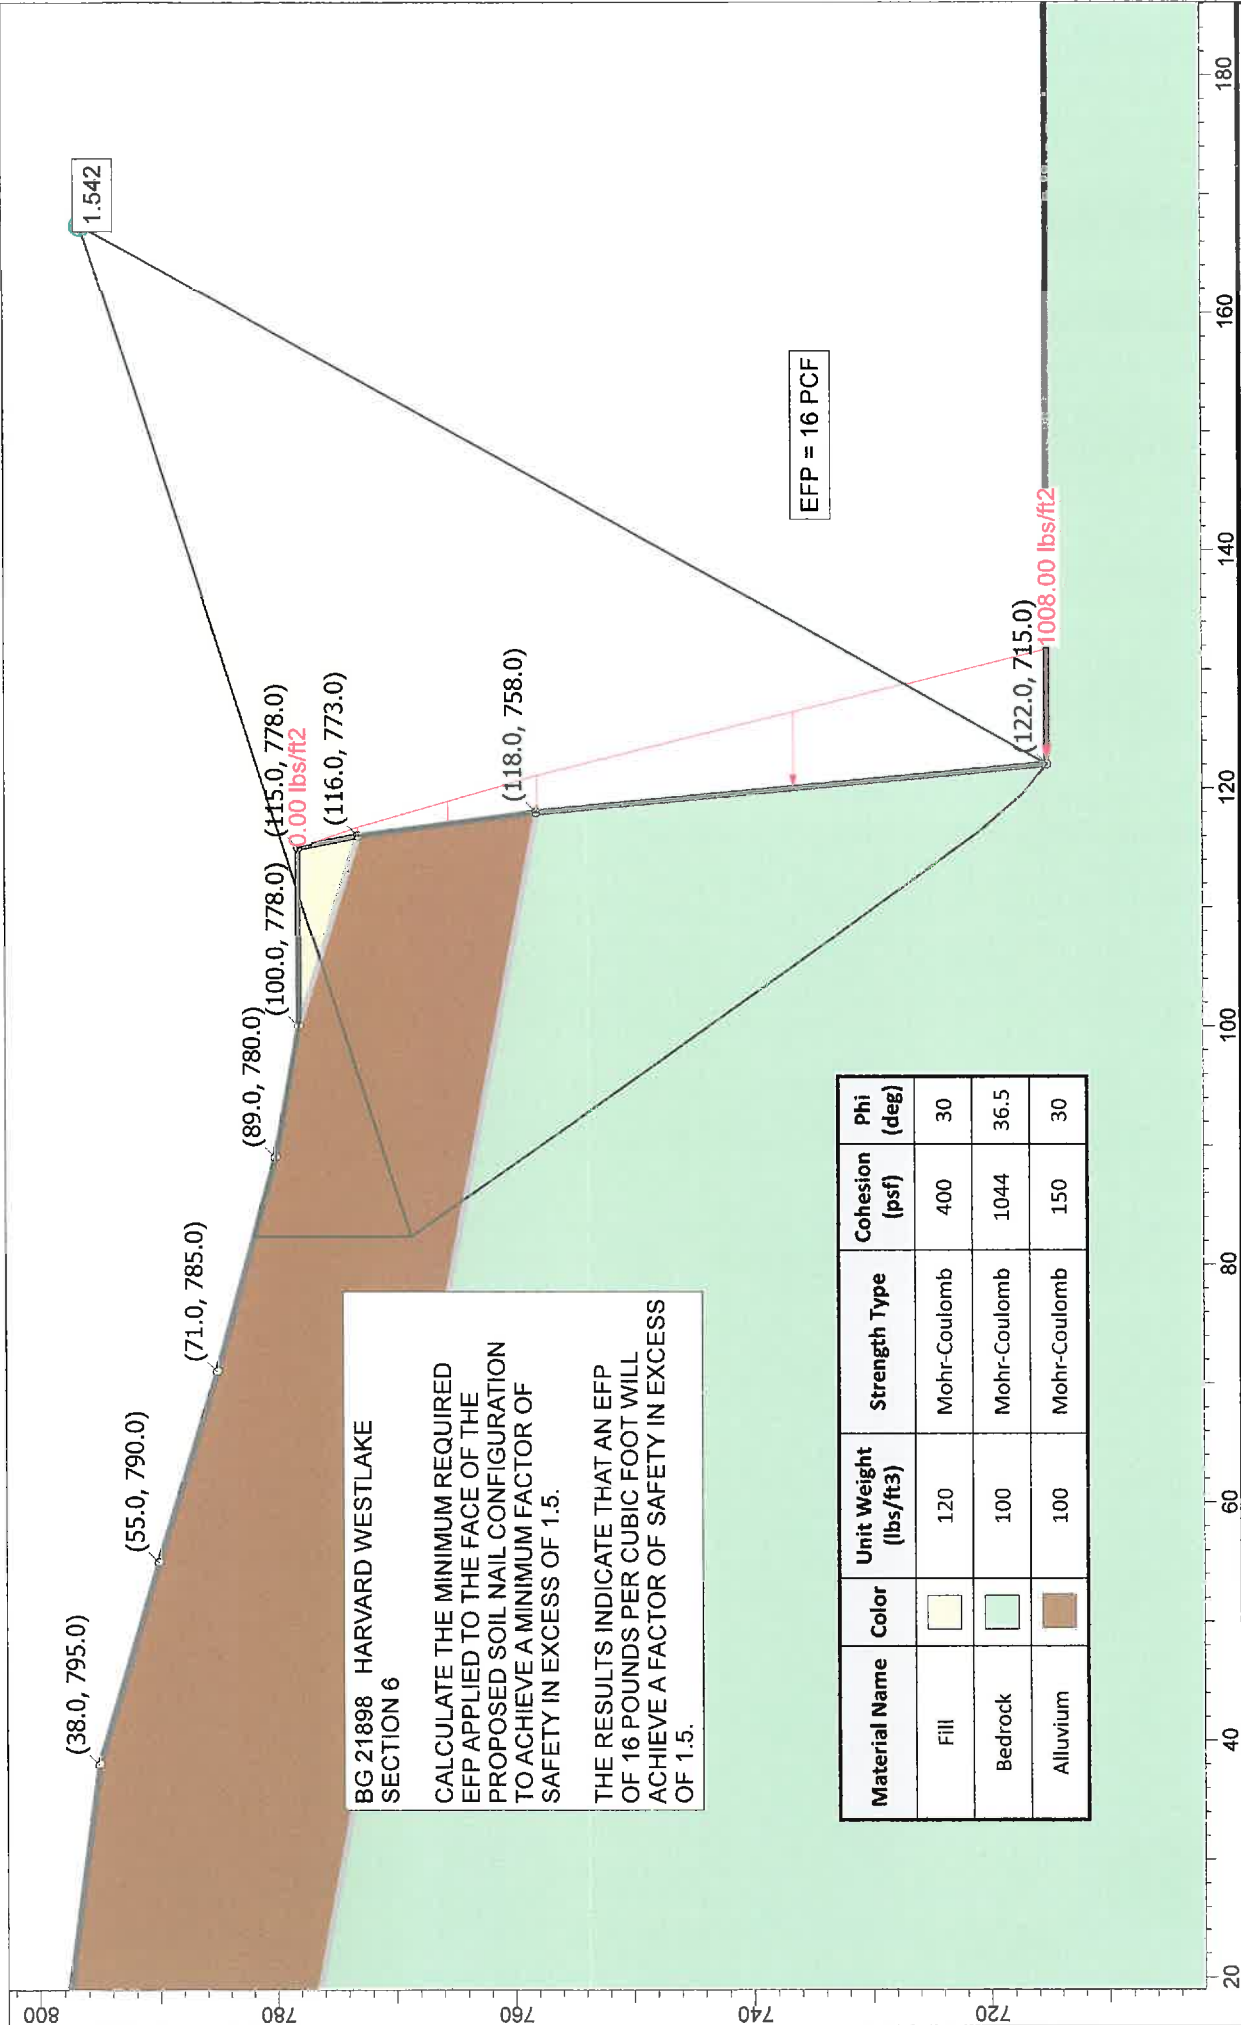 1.542
(38.0, 795.0)
(55.0, 790.0)
(71.0, 785.0)
(89.0, 780.0)
(100.0, 778.0)
(115.0, 778.0)
0.00 lbs/ft2
(116.0, 773.0)
(118.0, 758.0)
(122.0, 715.0)
1008.00 lbs/ft2
EFP = 16 PCF
BG 21898 HARVARD WESTLAKE
SECTION 6
CALCULATE THE MINIMUM REQUIRED
EFP APPLIED TO THE FACE OF THE
PROPOSED SOIL NAIL CONFIGURATION
TO ACHIEVE A MINIMUM FACTOR OF
SAFETY IN EXCESS OF 1.5.
THE RESULTS INDICATE THAT AN EFP
OF 16 POUNDS PER CUBIC FOOT WILL
ACHIEVE A FACTOR OF SAFETY IN EXCESS
OF 1.5.
Material Name Color Unit Weight (lbs/ft3) Strength Type Cohesion (psf) Phi (deg)
Fill 120 Mohr-Coulomb 400 30
Bedrock 100 Mohr-Coulomb 1044 36.5
Alluvium 100 Mohr-Coulomb 150 30
800
780
760
740
720
20 40 60 80 100 120 140 160 180